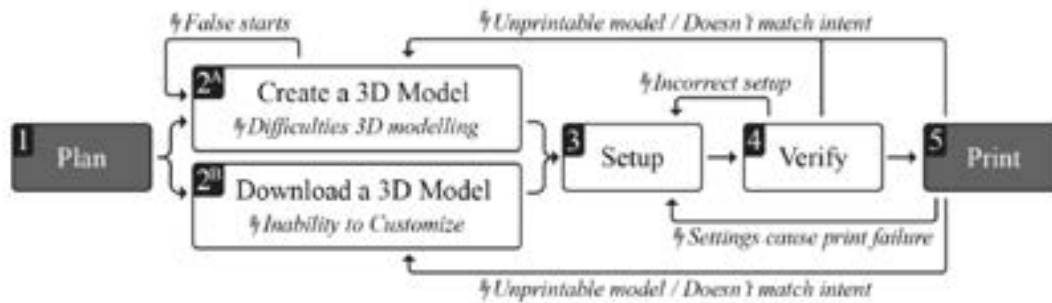 ϟ False starts
ϟ Unprintable model / Doesn't match intent
2A
Create a 3D Model
ϟ Difficulties 3D modelling
ϟ Incorrect setup
1
Plan
3
Setup
4
Verify
5
Print
2B
Download a 3D Model
ϟ Inability to Customize
ϟ Settings cause print failure
ϟ Unprintable model / Doesn't match intent